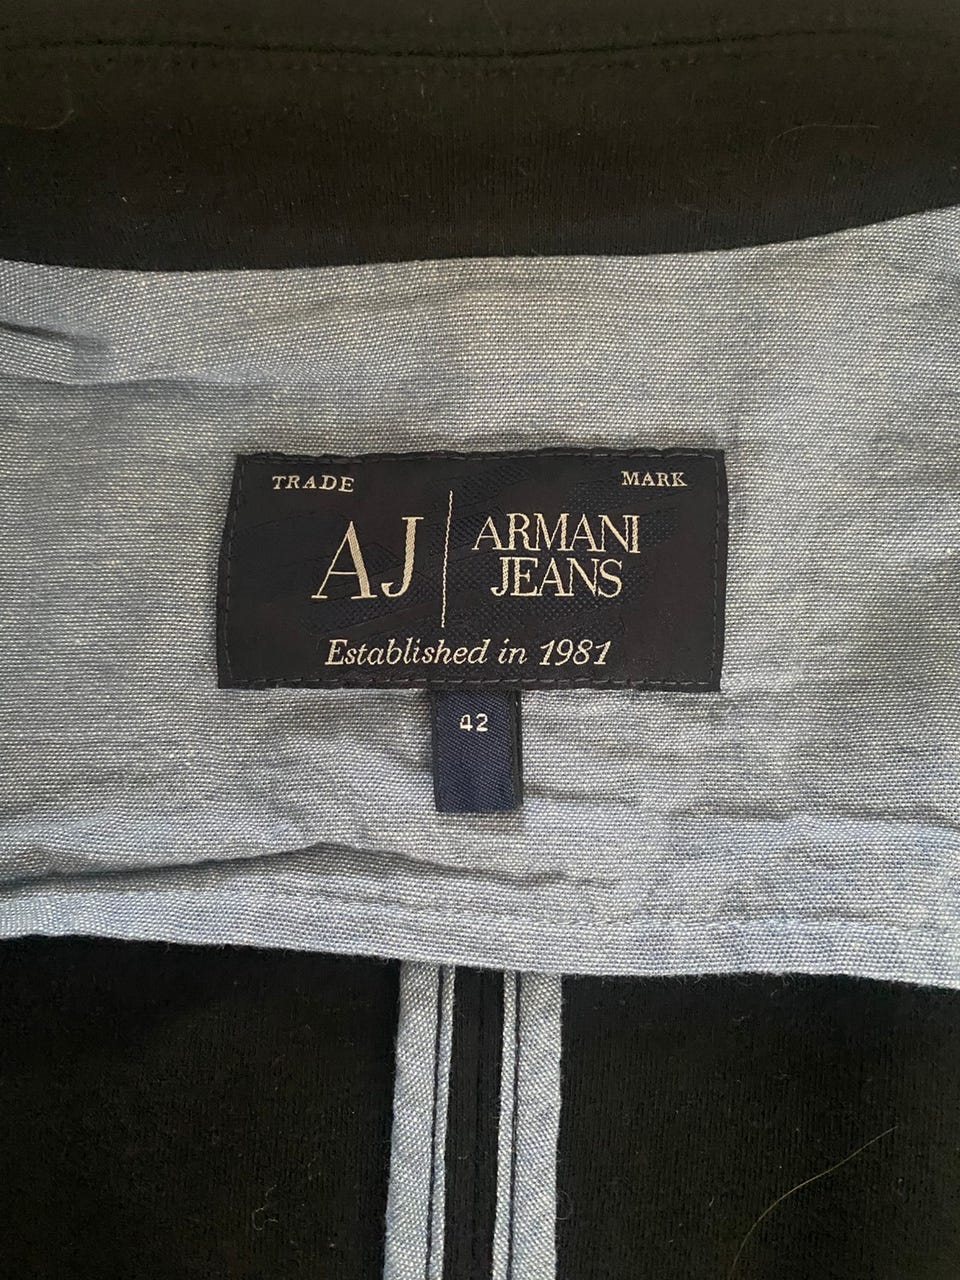 TRADE MARK
AJ ARMANI
JEANS
Established in 1981
42